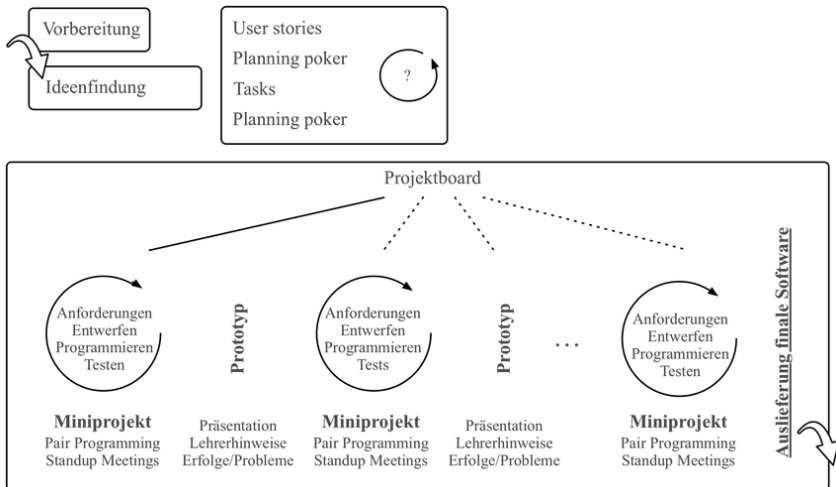 Vorbereitung
Ideenfindung
User stories
Planning poker
Tasks
Planning poker
?
Projektboard
Anforderungen
Entwerfen
Programmieren
Testen
Miniprojekt
Pair Programming
Standup Meetings
Prototyp
Präsentation
Lehrerhinweise
Erfolge/Probleme
Anforderungen
Entwerfen
Programmieren
Tests
Miniprojekt
Pair Programming
Standup Meetings
Prototyp
Präsentation
Lehrerhinweise
Erfolge/Probleme
...
Anforderungen
Entwerfen
Programmieren
Testen
Miniprojekt
Pair Programming
Standup Meetings
Auslieferung finale Software